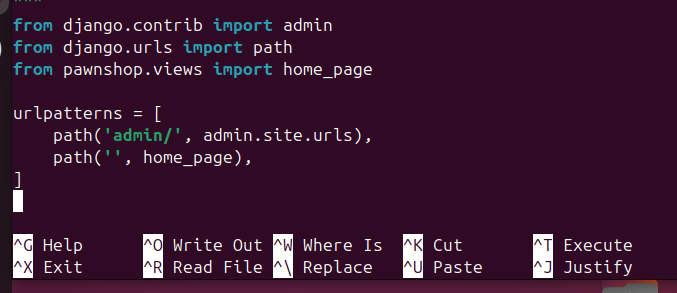 """
from django.contrib import admin
from django.urls import path
from pawnshop.views import home_page
urlpatterns = [
    path('admin/', admin.site.urls),
    path('', home_page),
]
^G Help ^O Write Out ^W Where Is ^K Cut ^T Execute
^X Exit ^R Read File ^\ Replace ^U Paste ^J Justify